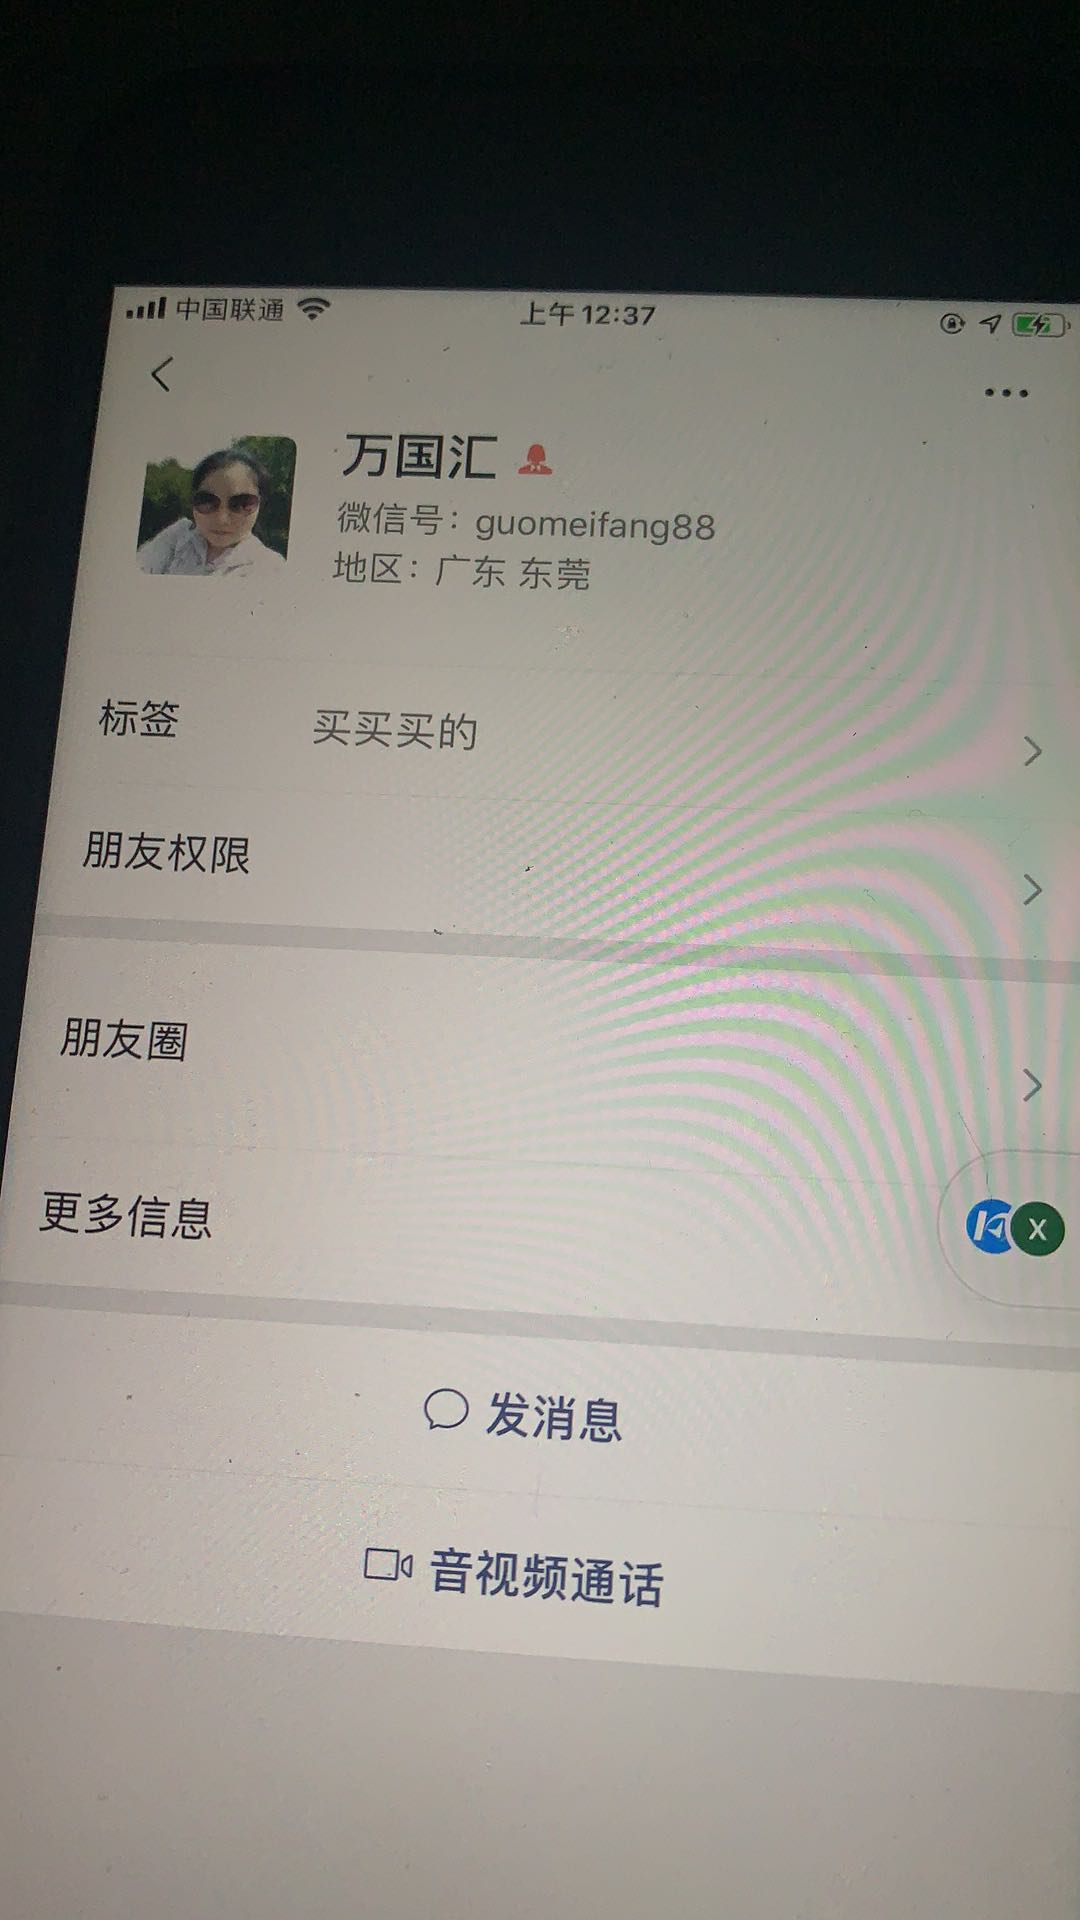 中国联通 上午 12:37
万国汇
微信号：guomeifang88
地区：广东 东莞
标签 买买买的
朋友权限
朋友圈
更多信息
X
发消息
音视频通话